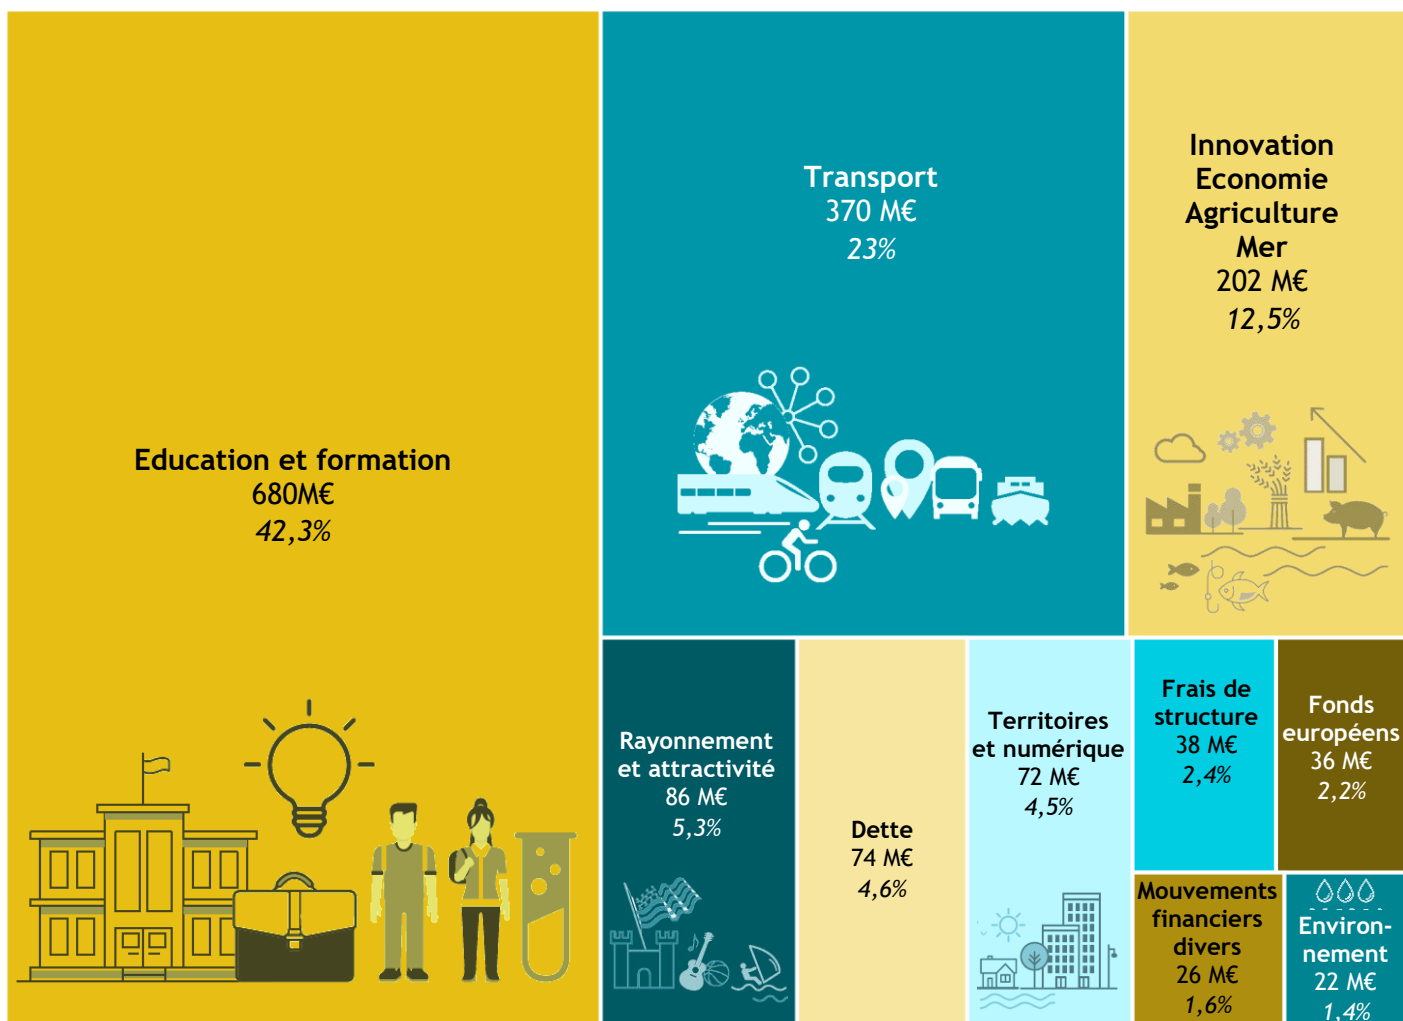 Education et formation
680M€
42,3%
Transport
370 M€
23%
Innovation
Economie
Agriculture
Mer
202 M€
12,5%
Rayonnement
et attractivité
86 M€
5,3%
Dette
74 M€
4,6%
Territoires
et numérique
72 M€
4,5%
Frais de
structure
38 M€
2,4%
Fonds
européens
36 M€
2,2%
Mouvements
financiers
divers
26 M€
1,6%
Environ-
nement
22 M€
1,4%